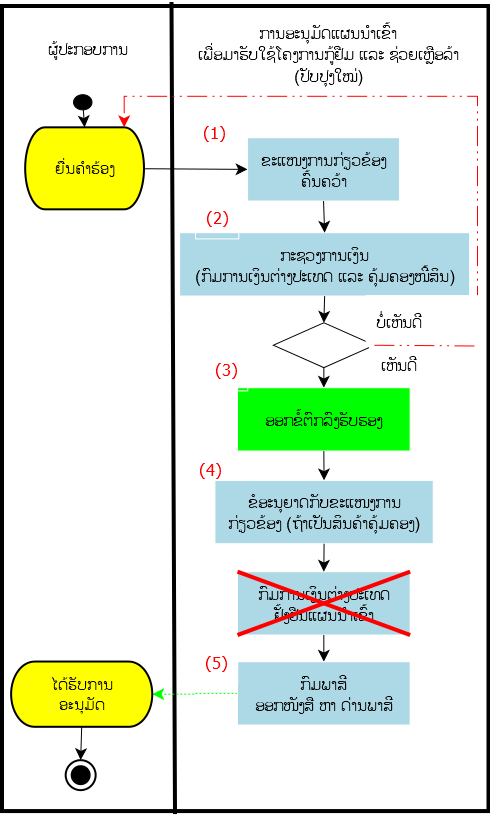 ຜູ້ປະກອບການ
ການອະນຸມັດແຜນນຳເຂົ້າ
ເພື່ອມາຮັບໃຊ້ໂຄງການກູ້ຢືມ ແລະ ຊ່ວຍເຫຼືອລ້າ
(ປັບປຸງໃໝ່)
ຍື່ນຄຳຮ້ອງ
(1)
ຂະແໜງການກ່ຽວຂ້ອງ
ຄົ້ນຄວ້າ
(2)
ກະຊວງການເງິນ
(ກົມການເງິນຕ່າງປະເທດ ແລະ ຄຸ້ມຄອງໜີ້ສິນ)
ບໍ່ເຫັນດີ
ເຫັນດີ
(3)
ອອກຂໍ້ຕົກລົງຮັບຮອງ
(4)
ຂໍອະນຸຍາດກັບຂະແໜງການ
ກ່ຽວຂ້ອງ (ຖ້າເປັນສິນຄ້າຄຸ້ມຄອງ)
ກົມການເງິນຕ່າງປະເທດ
ຢັ້ງຢືນແຜນນຳເຂົ້າ
(5)
ກົມພາສີ
ອອກໜັງສື ຫາ ດ່ານພາສີ
ໄດ້ຮັບການ
ອະນຸມັດ